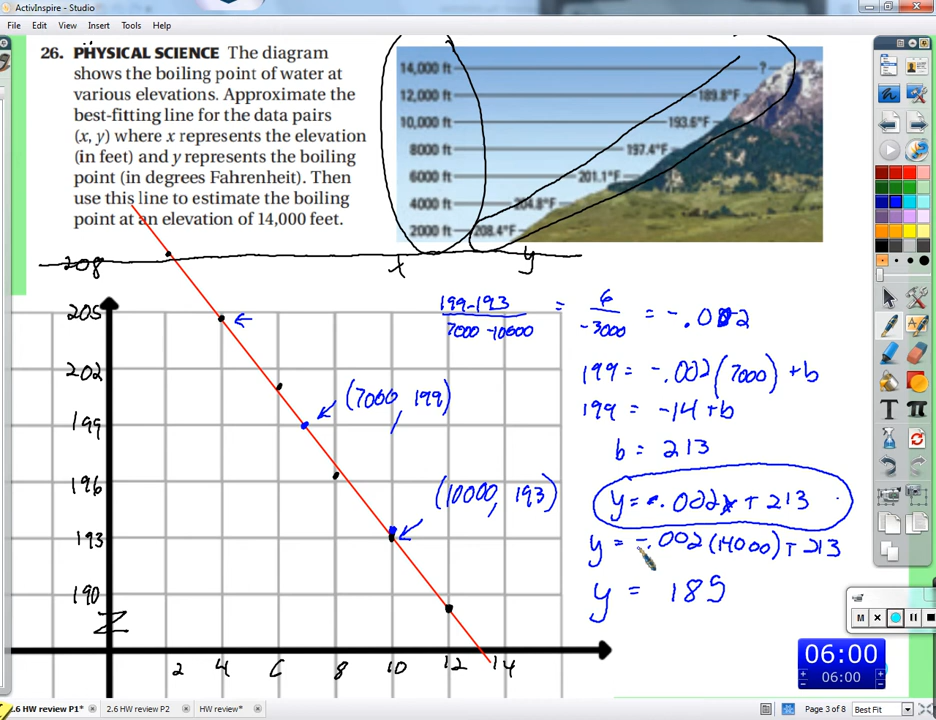 ActivInspire - Studio
File Edit View Insert Tools Help
26. PHYSICAL SCIENCE The diagram
shows the boiling point of water at
various elevations. Approximate the
best-fitting line for the data pairs
(x, y) where x represents the elevation
(in feet) and y represents the boiling
point (in degrees Fahrenheit). Then
use this line to estimate the boiling
point at an elevation of 14,000 feet.
14,000 ft ?
12,000 ft 189.8°F
10,000 ft 193.6°F
8000 ft 197.4°F
6000 ft 201.1°F
4000 ft 204.8°F
2000 ft 208.4°F
x y
208
205
202
199
196
193
190
2 4 6 8 10 12 14
(7000, 199)
(10000, 193)
199-193 / 7000-10000 = 6 / -3000 = -.002
199 = -.002(7000) + b
199 = -14 + b
b = 213
y = -.002x + 213
y = -.002(14000) + 213
y = 185
M
06:00
06:00
2.6 HW review P1* 2.6 HW review P2 HW review* Page 3 of 8 Best Fit